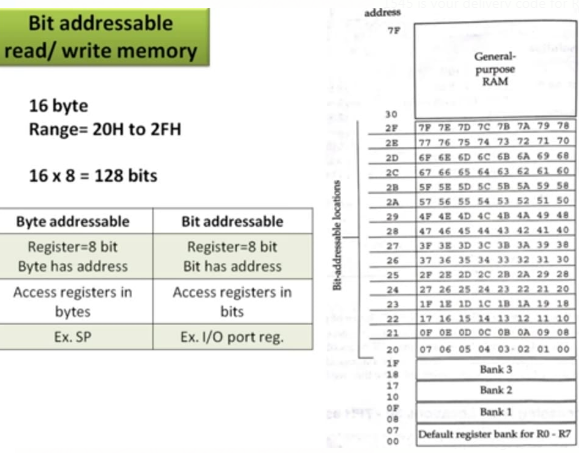 Bit addressable
read/ write memory
16 byte
Range= 20H to 2FH
16 x 8 = 128 bits
Byte addressable Bit addressable
Register=8 bit Register=8 bit
Byte has address Bit has address
Access registers in Access registers in
bytes bits
Ex. SP Ex. I/O port reg.
address
7F
General-
purpose
RAM
30
Bit-addressable locations
2F 7F 7E 7D 7C 7B 7A 79 78
2E 77 76 75 74 73 72 71 70
2D 6F 6E 6D 6C 6B 6A 69 68
2C 67 66 65 64 63 62 61 60
2B 5F 5E 5D 5C 5B 5A 59 58
2A 57 56 55 54 53 52 51 50
29 4F 4E 4D 4C 4B 4A 49 48
28 47 46 45 44 43 42 41 40
27 3F 3E 3D 3C 3B 3A 39 38
26 37 36 35 34 33 32 31 30
25 2F 2E 2D 2C 2B 2A 29 28
24 27 26 25 24 23 22 21 20
23 1F 1E 1D 1C 1B 1A 19 18
22 17 16 15 14 13 12 11 10
21 0F 0E 0D 0C 0B 0A 09 08
20 07 06 05 04 03 02 01 00
1F
Bank 3
18
17
Bank 2
10
0F
Bank 1
08
07
Default register bank for R0 - R7
00